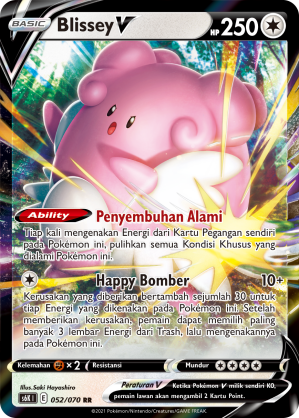 BASIC Blissey V HP 250
Ability Penyembuhan Alami
Tiap kali mengenakan Energi dari Kartu Pegangan sendiri
pada Pokémon ini, pulihkan semua Kondisi Khusus yang
dialami Pokémon ini.
Happy Bomber 10+
Kerusakan yang diberikan bertambah sejumlah 30 untuk
tiap Energi yang dikenakan pada Pokémon ini. Setelah
memberikan kerusakan, pemain dapat memilih paling
banyak 3 lembar Energi dari Trash, lalu mengenakannya
pada Pokémon ini.
Kelemahan × 2 Resistansi Mundur
Illus. Saki Hayashiro
Peraturan V Ketika Pokémon V milik sendiri KO,
pemain lawan akan mengambil 2 Kartu Point.
s6K I E 052/070 RR
©2021 Pokémon/Nintendo/Creatures/GAME FREAK.